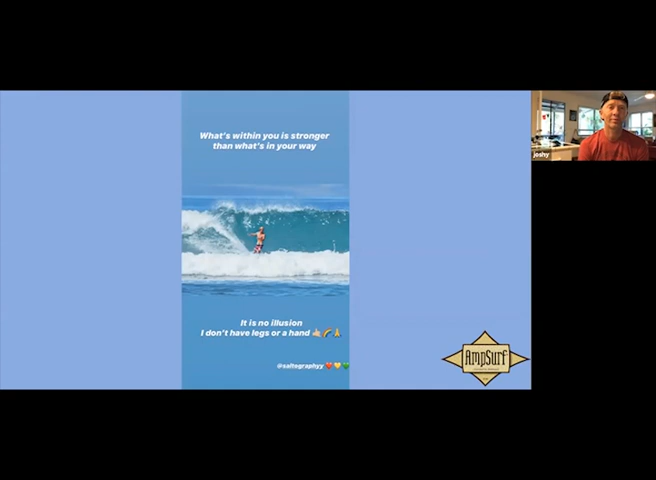 What's within you is stronger
than what's in your way
joshy
It is no illusion
I don't have legs or a hand 🤙🏼🌈🙏
@saltographyy ❤️💛💚
AmpSurf